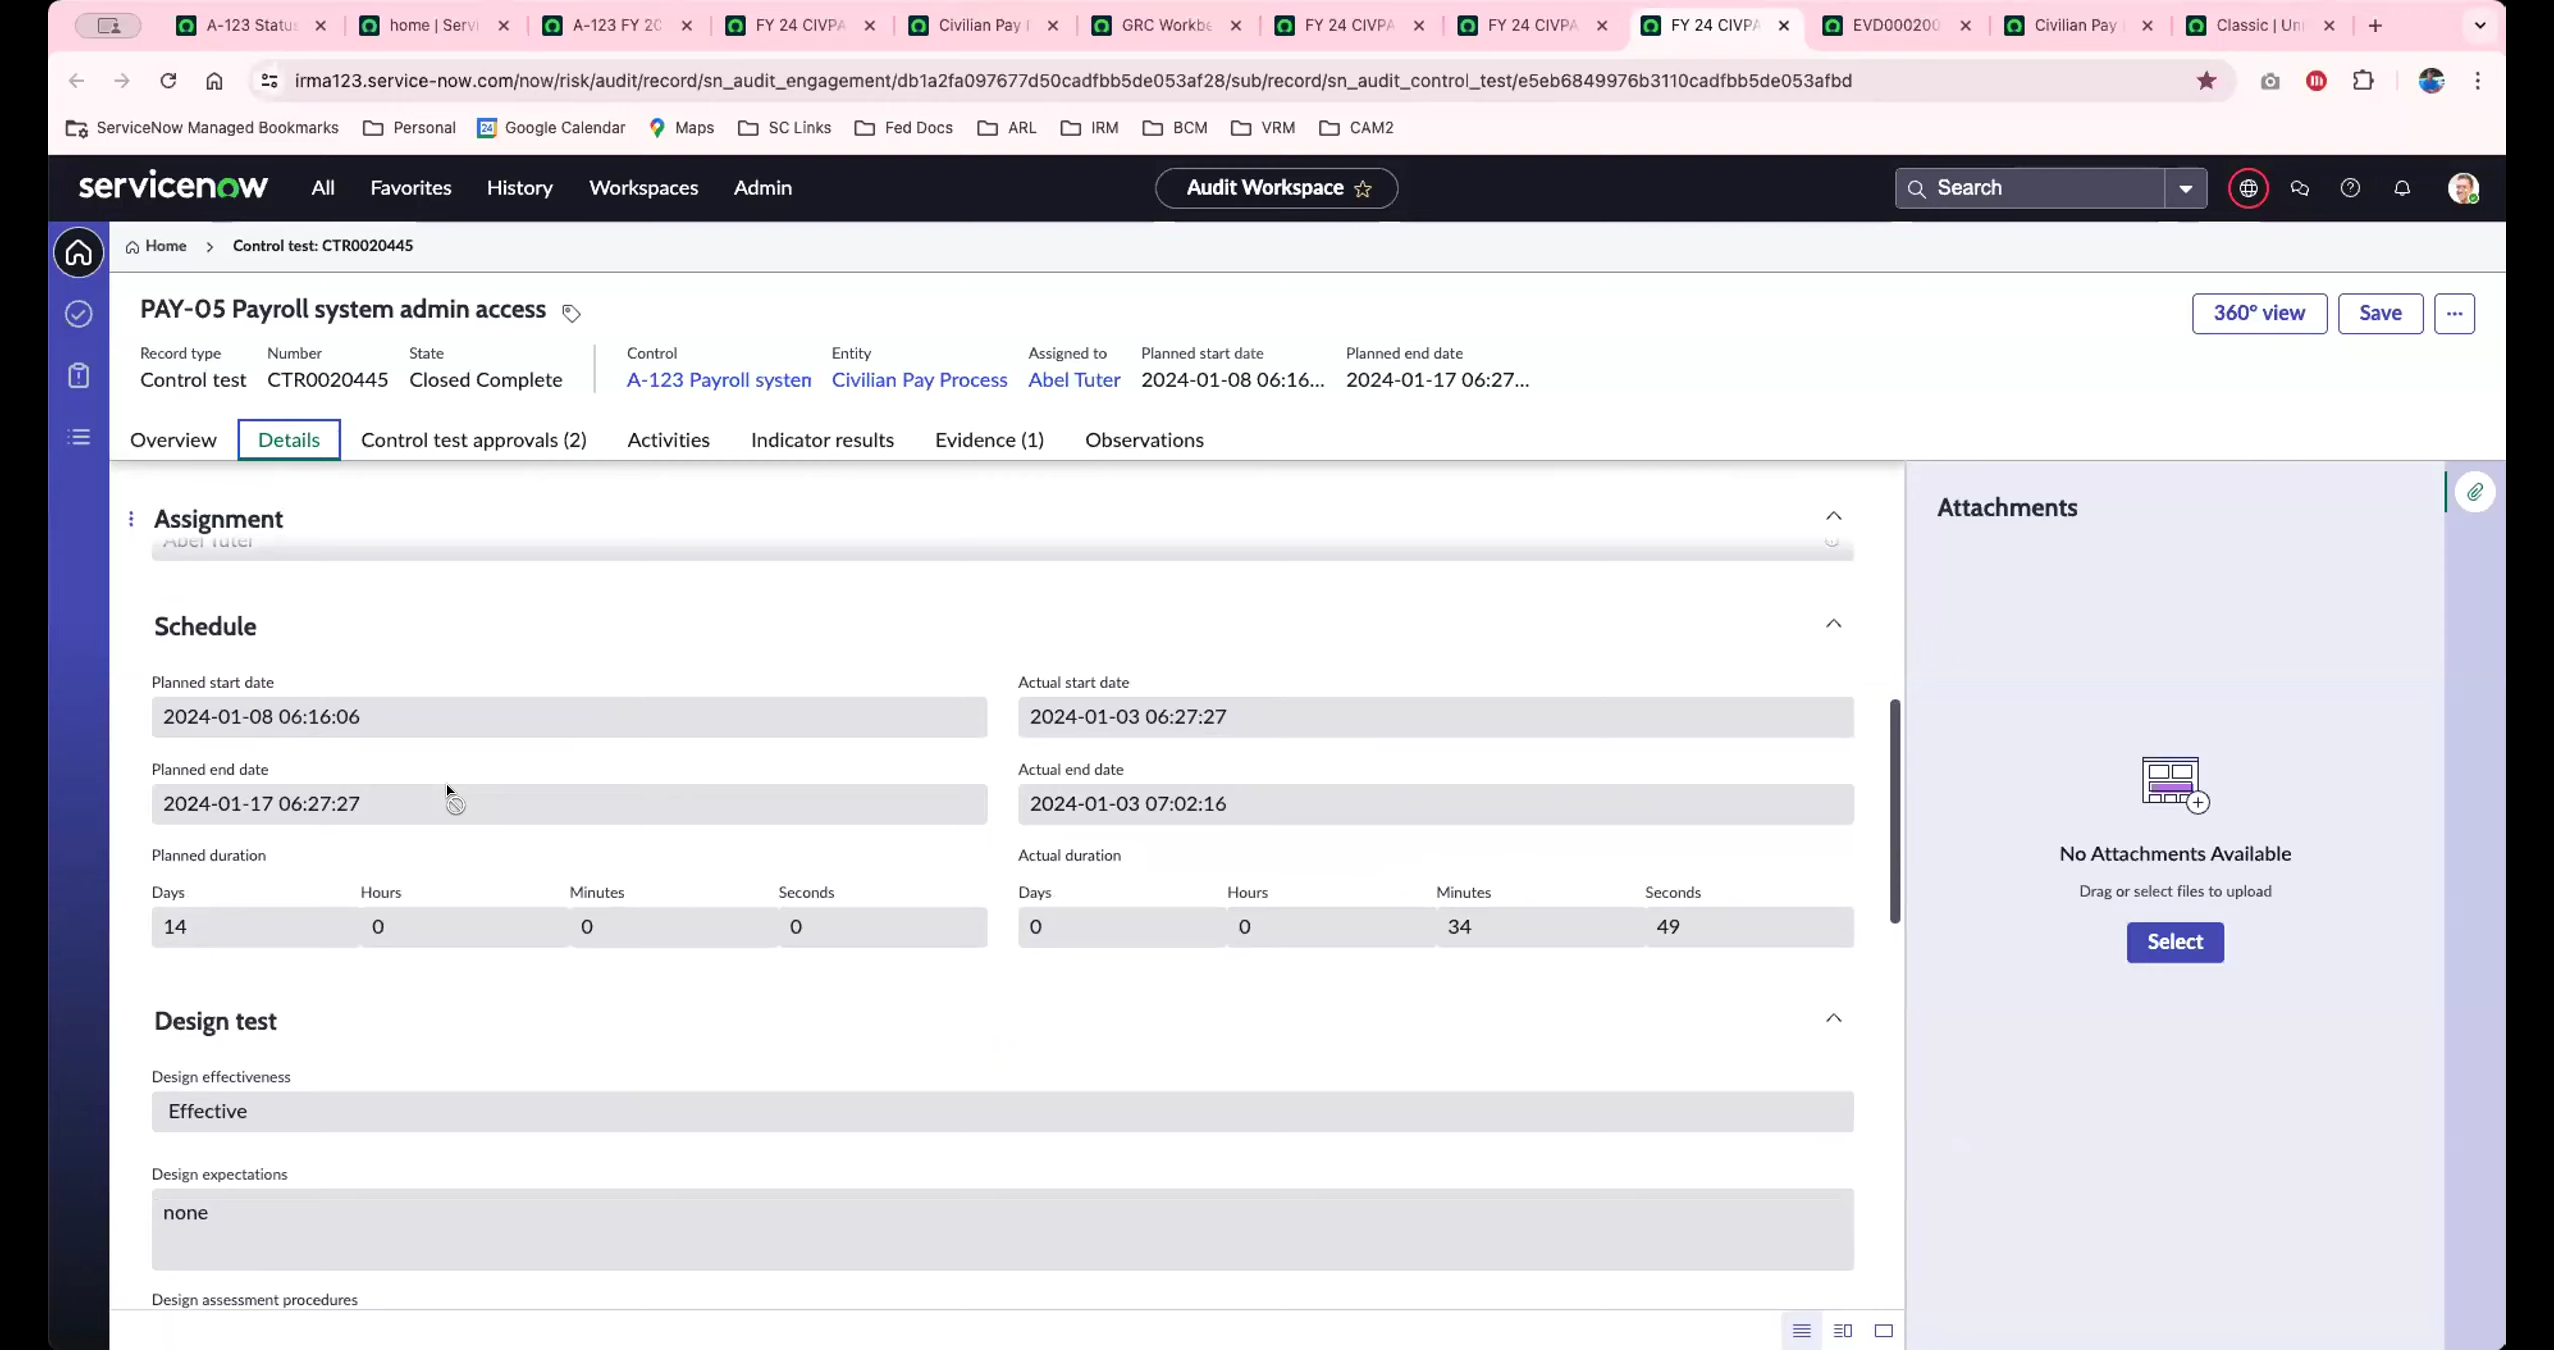 A-123 Statu
home | Servi
A-123 FY 20
FY 24 CIVPA
Civilian Pay
GRC Workbe
FY 24 CIVPA
FY 24 CIVPA
FY 24 CIVPA
EVD000200
Civilian Pay
Classic | Un
irma123.service-now.com/now/risk/audit/record/sn_audit_engagement/db1a2fa097677d50cadfbb5de053af28/sub/record/sn_audit_control_test/e5eb6849976b3110cadfbb5de053afbd
ServiceNow Managed Bookmarks Personal 24 Google Calendar Maps SC Links Fed Docs ARL IRM BCM VRM CAM2
servicenow All Favorites History Workspaces Admin Audit Workspace Search
Home > Control test: CTR0020445
PAY-05 Payroll system admin access
360° view Save ...
Record type Number State Control Entity Assigned to Planned start date Planned end date
Control test CTR0020445 Closed Complete A-123 Payroll system Civilian Pay Process Abel Tuter 2024-01-08 06:16... 2024-01-17 06:27...
Overview Details Control test approvals (2) Activities Indicator results Evidence (1) Observations
Assignment
Abel Tuter
Schedule
Planned start date Actual start date
2024-01-08 06:16:06 2024-01-03 06:27:27
Planned end date Actual end date
2024-01-17 06:27:27 2024-01-03 07:02:16
Planned duration Actual duration
Days Hours Minutes Seconds Days Hours Minutes Seconds
14 0 0 0 0 0 34 49
Design test
Design effectiveness
Effective
Design expectations
none
Design assessment procedures
Attachments
No Attachments Available
Drag or select files to upload
Select